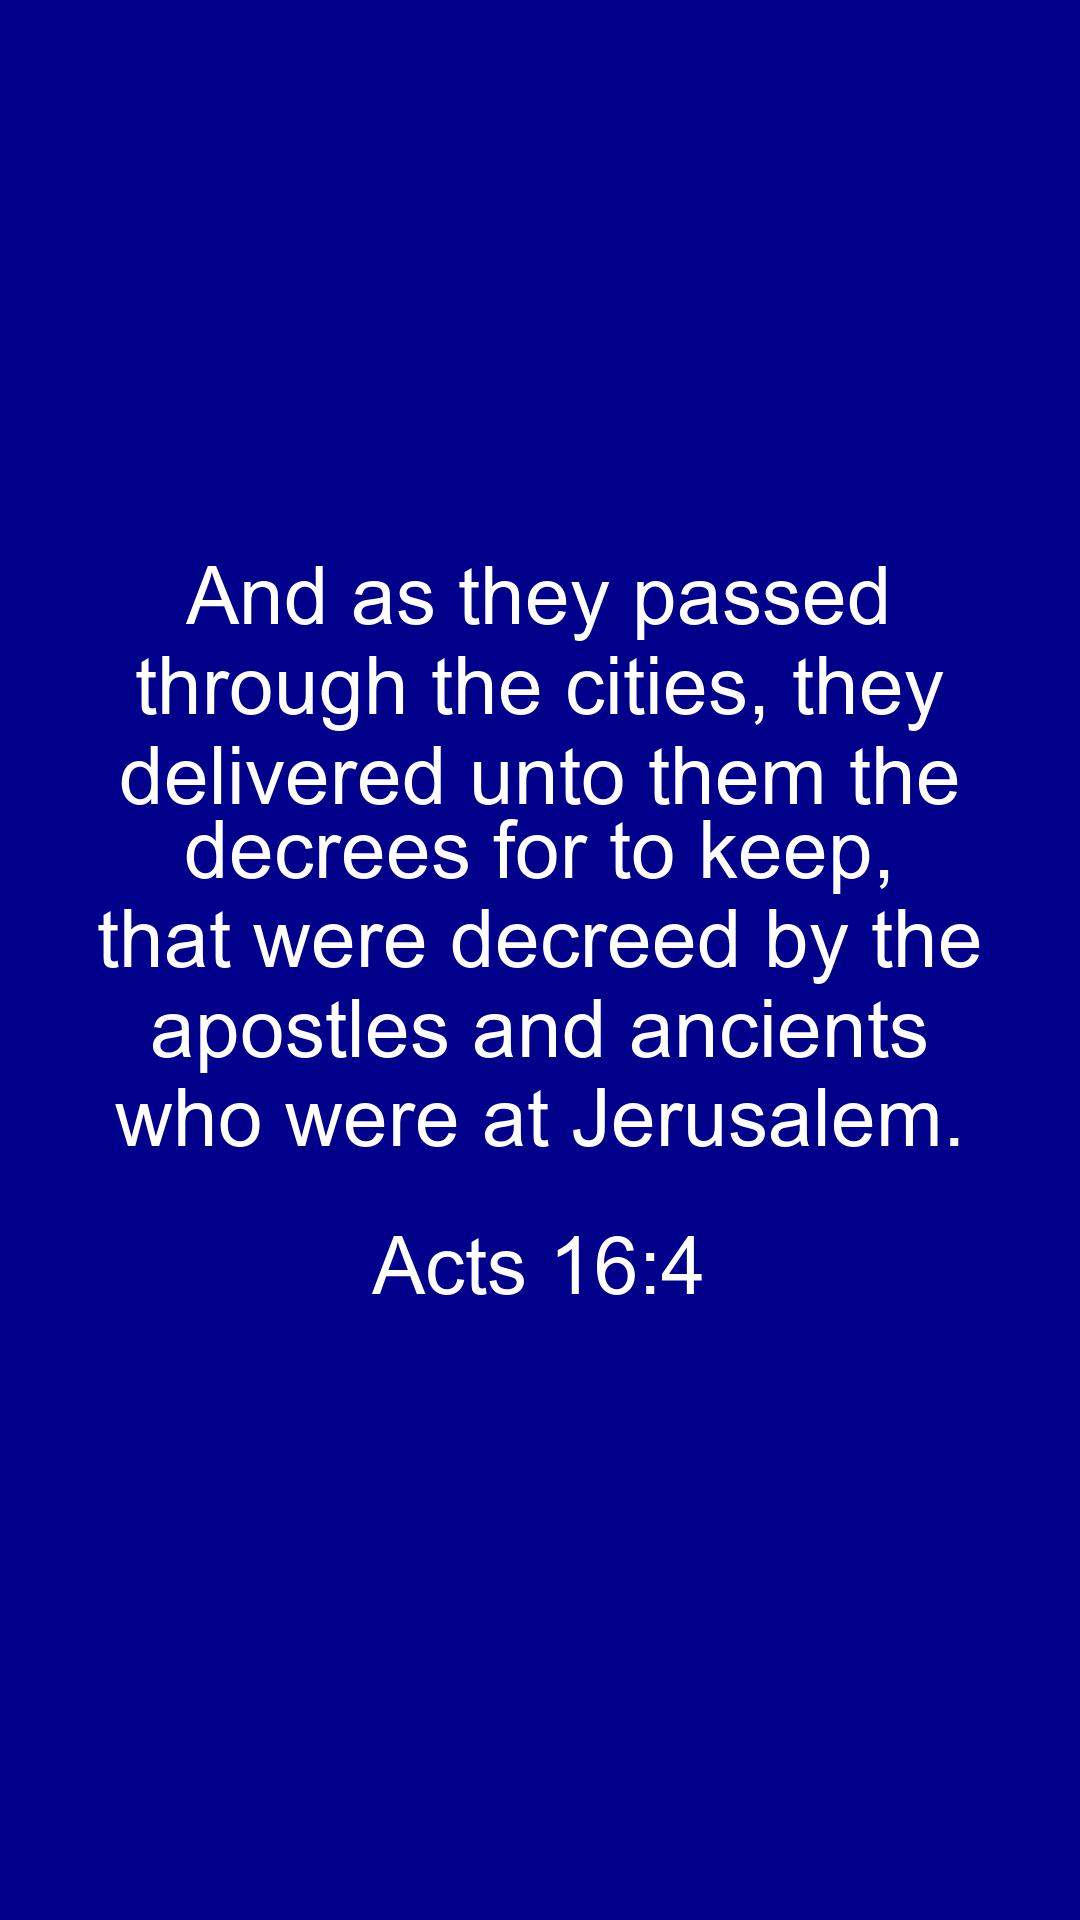 And as they passed
through the cities, they
delivered unto them the
decrees for to keep,
that were decreed by the
apostles and ancients
who were at Jerusalem.
Acts 16:4